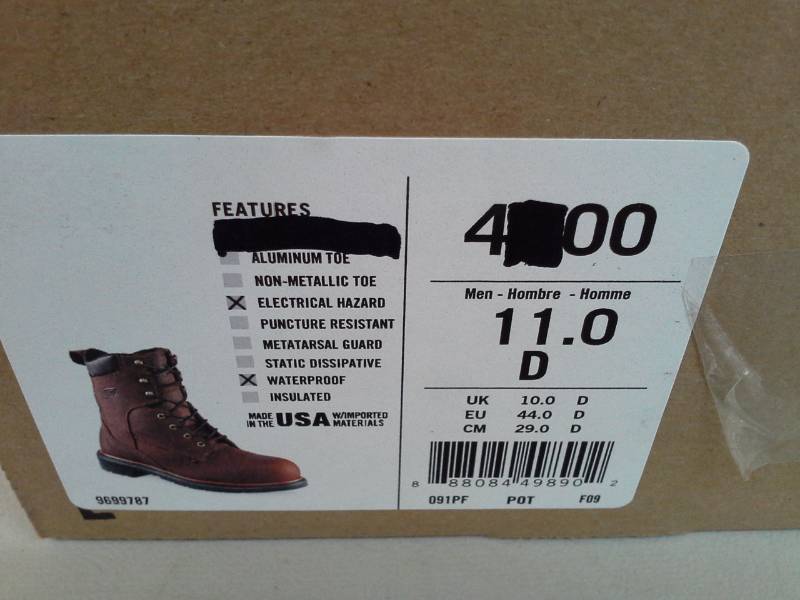 FEATURES
ALUMINUM TOE
NON-METALLIC TOE
ELECTRICAL HAZARD
PUNCTURE RESISTANT
METATARSAL GUARD
STATIC DISSIPATIVE
WATERPROOF
INSULATED
MADE IN THE USA W/IMPORTED MATERIALS
9699787
4 00
Men - Hombre - Homme
11.0
D
UK 10.0 D
EU 44.0 D
CM 29.0 D
8 88084 49890 2
091PF POT F09